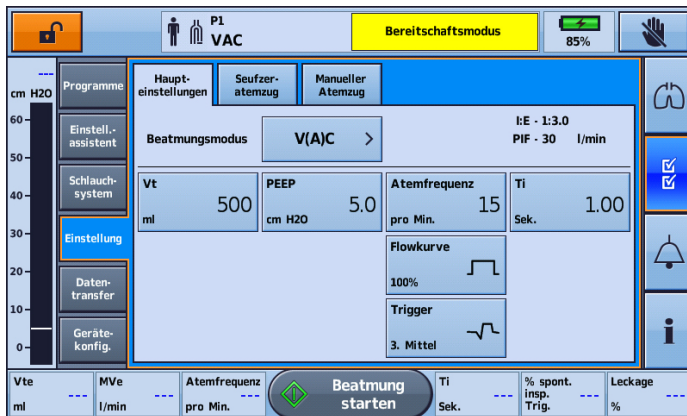 P1
VAC
Bereitschaftsmodus
85%
---
cm H2O
60
50
40
30
20
10
0
Programme
Einstell.-
assistent
Schlauch-
system
Einstellung
Daten-
transfer
Geräte-
konfig.
Haupt-
einstellungen
Seufzer-
atemzug
Manueller
Atemzug
Beatmungsmodus
V(A)C >
I:E - 1:3.0
PIF - 30 l/min
Vt
500
ml
PEEP
5.0
cm H2O
Atemfrequenz
15
pro Min.
Ti
1.00
Sek.
Flowkurve
100%
Trigger
3. Mittel
Vte
---
ml
MVe
---
l/min
Atemfrequenz
---
pro Min.
Beatmung
starten
Ti
---
Sek.
% spont.
insp.
Trig.
---
Leckage
---
%